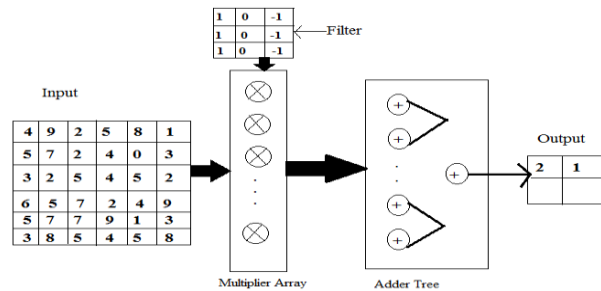 1 0 -1
1 0 -1
1 0 -1
Filter
Input
4 9 2 5 8 1
5 7 2 4 0 3
3 2 5 4 5 2
6 5 7 2 4 9
5 7 7 9 1 3
3 8 5 4 5 8
Multiplier Array
Adder Tree
Output
2 1